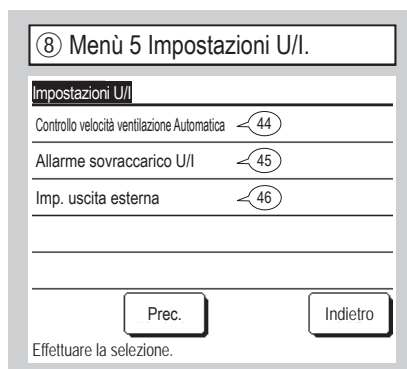 ⑧ Menù 5 Impostazioni U/I.
Impostazioni U/I
Controllo velocità ventilazione Automatica 44
Allarme sovraccarico U/I 45
Imp. uscita esterna 46
Prec. Indietro
Effettuare la selezione.